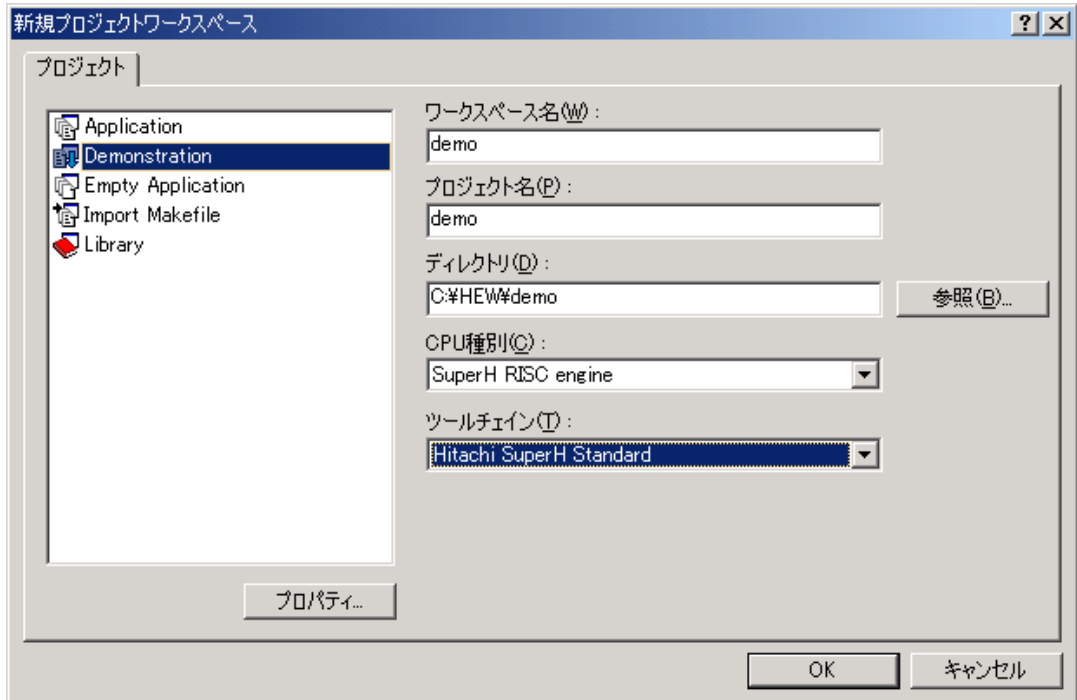 新規プロジェクトワークスペース
プロジェクト
Application
Demonstration
Empty Application
Import Makefile
Library
プロパティ...
ワークスペース名(W) :
demo
プロジェクト名(P) :
demo
ディレクトリ(D) :
C:¥HEW¥demo
参照(B)...
CPU種別(C) :
SuperH RISC engine
ツールチェイン(T) :
Hitachi SuperH Standard
OK
キャンセル